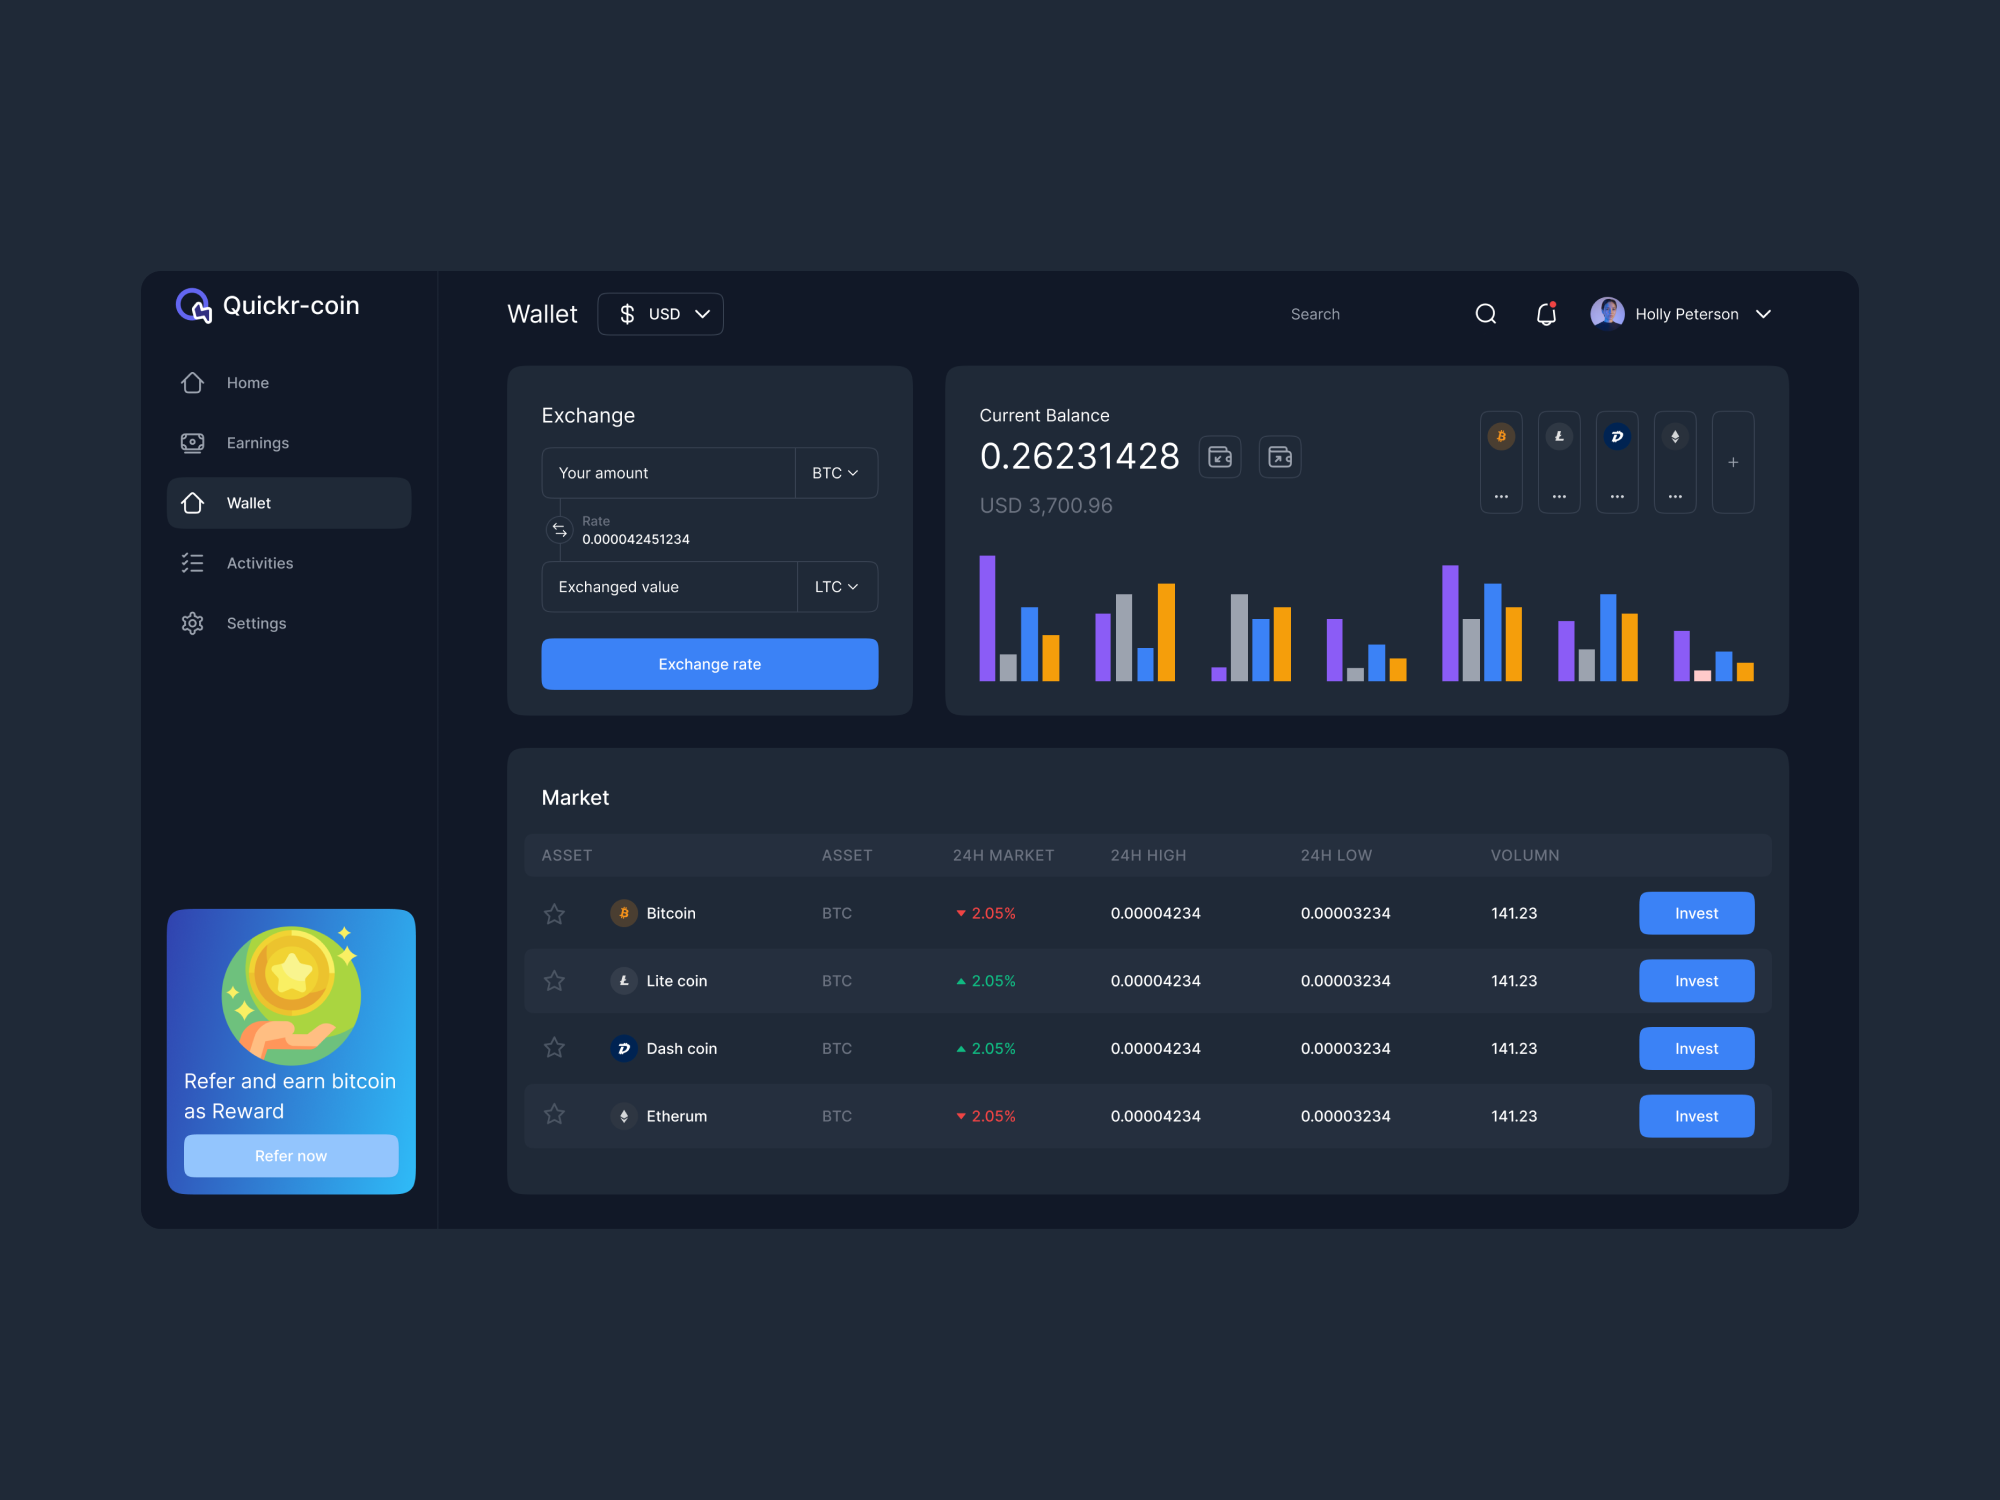 Quickr-coin
Home
Earnings
Wallet
Activities
Settings
Refer and earn bitcoin
as Reward
Refer now
Wallet
$ USD
Search
Holly Peterson
Exchange
Your amount
BTC
Rate
0.000042451234
Exchanged value
LTC
Exchange rate
Current Balance
0.26231428
USD 3,700.96
Market
ASSET ASSET 24H MARKET 24H HIGH 24H LOW VOLUMN
Bitcoin BTC 2.05% 0.00004234 0.00003234 141.23 Invest
Lite coin BTC 2.05% 0.00004234 0.00003234 141.23 Invest
Dash coin BTC 2.05% 0.00004234 0.00003234 141.23 Invest
Etherum BTC 2.05% 0.00004234 0.00003234 141.23 Invest